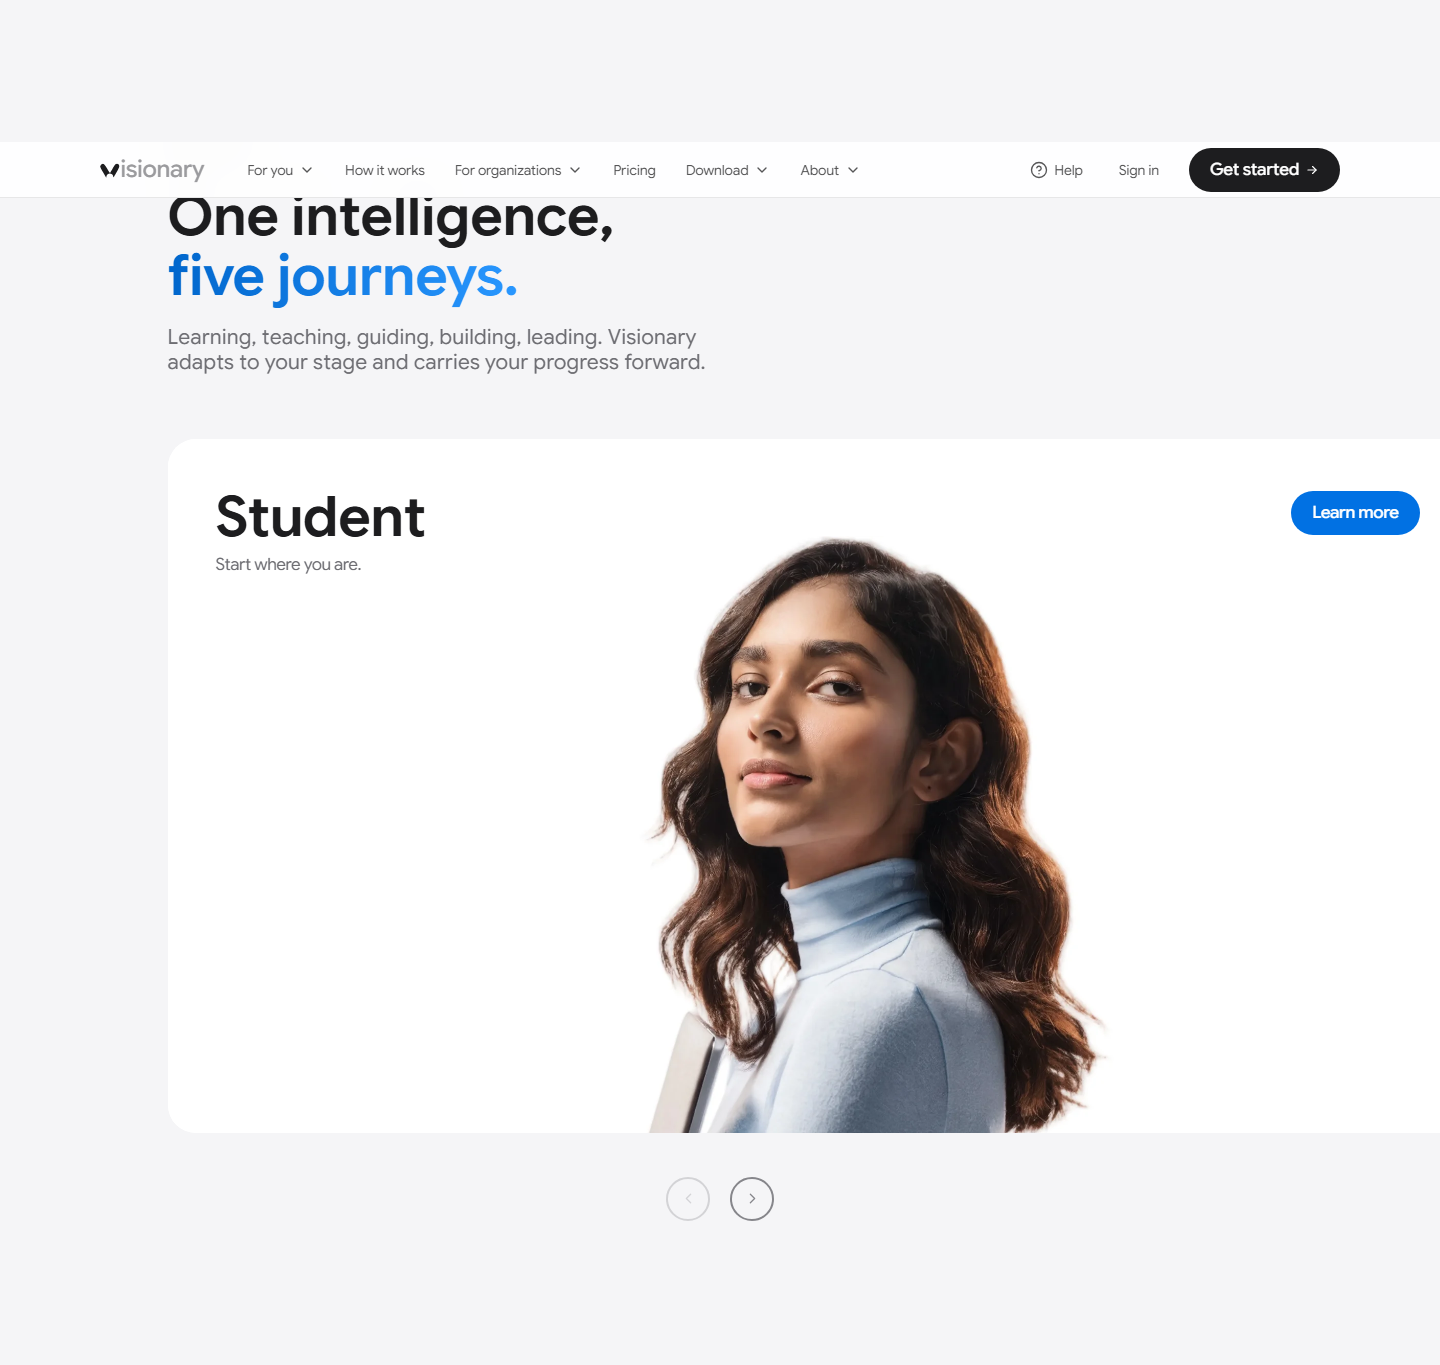 visionary
For you
How it works
For organizations
Pricing
Download
About
Help
Sign in
Get started →
One intelligence,
five journeys.
Learning, teaching, guiding, building, leading. Visionary
adapts to your stage and carries your progress forward.
Student
Learn more
Start where you are.